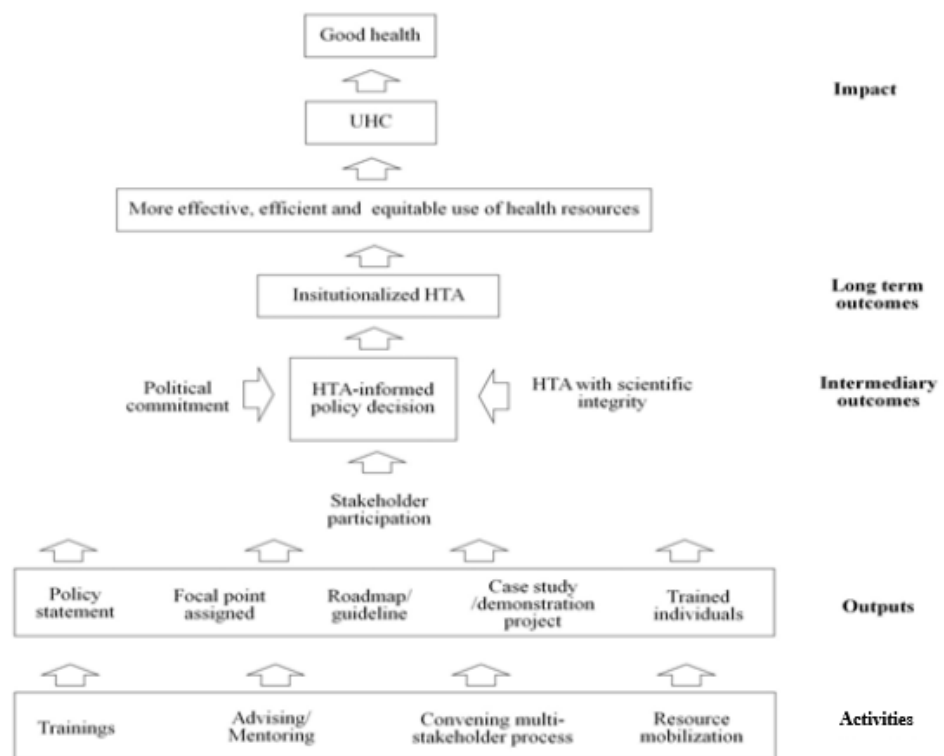 Good health
Impact
UHC
More effective, efficient and equitable use of health resources
Insitutionalized HTA
Long term
outcomes
Political
commitment
HTA-informed
policy decision
HTA with scientific
integrity
Intermediary
outcomes
Stakeholder
participation
Policy
statement
Focal point
assigned
Roadmap/
guideline
Case study
/demonstration
project
Trained
individuals
Outputs
Trainings
Advising/
Mentoring
Convening multi-
stakeholder process
Resource
mobilization
Activities